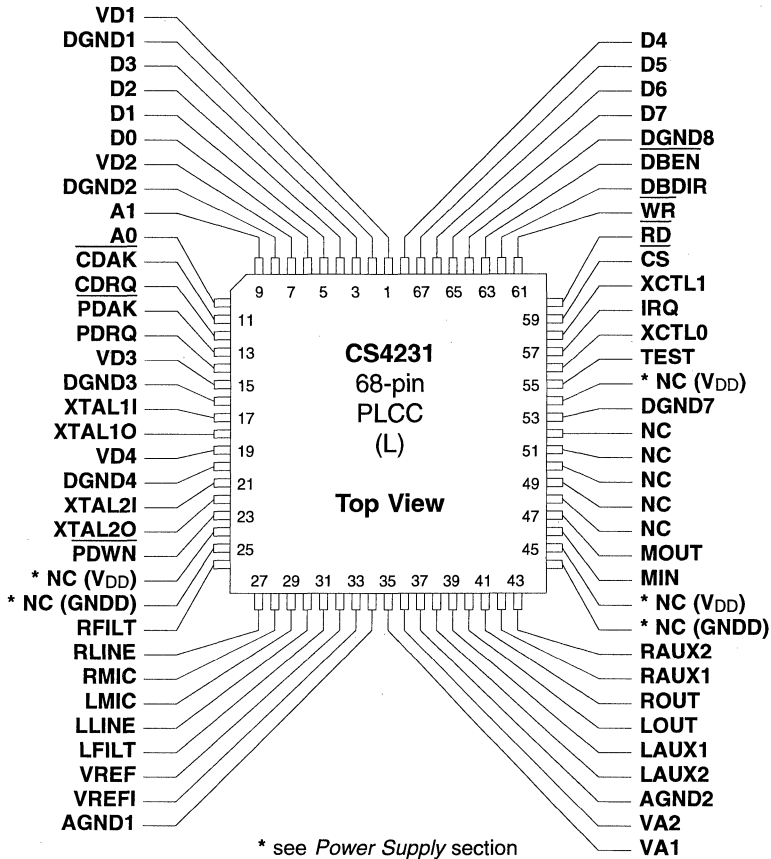 VD1
DGND1
D3
D2
D1
D0
VD2
DGND2
A1
A0
CDAK
CDRQ
PDAK
PDRQ
VD3
DGND3
XTAL1I
XTAL1O
VD4
DGND4
XTAL2I
XTAL2O
PDWN
* NC (VDD)
* NC (GNDD)
RFILT
RLINE
RMIC
LMIC
LLINE
LFILT
VREF
VREFI
AGND1
9 7 5 3 1 67 65 63 61
11
13
15
17
19
21
23
25
CS4231
68-pin
PLCC
(L)
Top View
59
57
55
53
51
49
47
45
27 29 31 33 35 37 39 41 43
D4
D5
D6
D7
DGND8
DBEN
DBDIR
WR
RD
CS
XCTL1
IRQ
XCTL0
TEST
* NC (VDD)
DGND7
NC
NC
NC
NC
NC
MOUT
MIN
* NC (VDD)
* NC (GNDD)
RAUX2
RAUX1
ROUT
LOUT
LAUX1
LAUX2
AGND2
VA2
VA1
* see Power Supply section